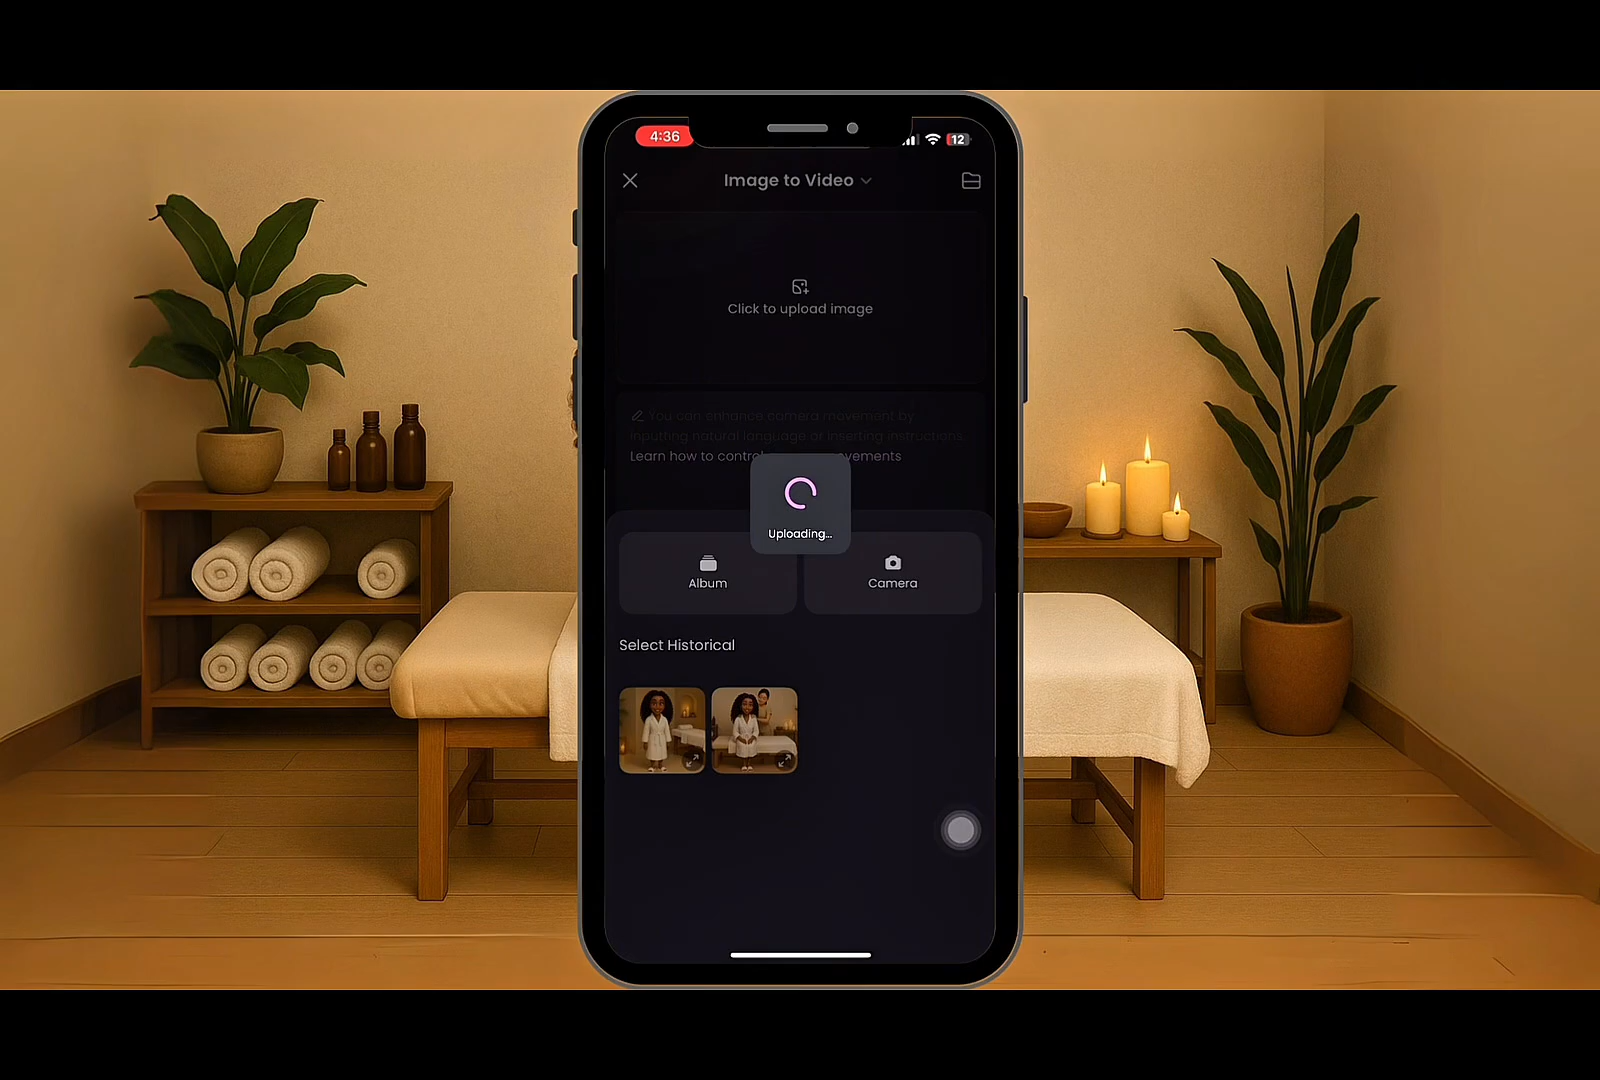 4:36
12
Image to Video
Click to upload image
You can enhance camera movement by
inputting natural language or inserting instructions.
Learn how to contro vements
Uploading...
Album
Camera
Select Historical